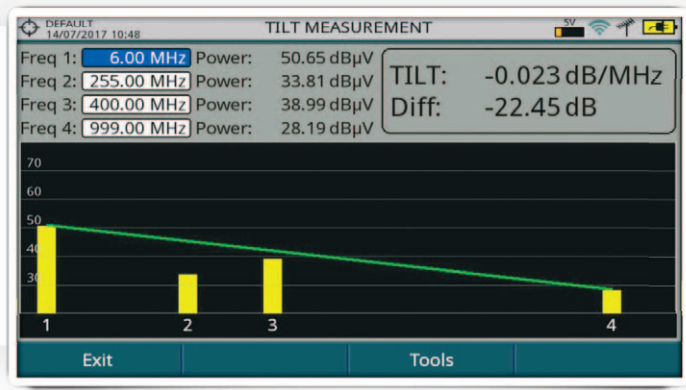 DEFAULT
14/07/2017 10:48
TILT MEASUREMENT
5V
Freq 1: 6.00 MHz Power: 50.65 dBµV
Freq 2: 255.00 MHz Power: 33.81 dBµV
Freq 3: 400.00 MHz Power: 38.99 dBµV
Freq 4: 999.00 MHz Power: 28.19 dBµV
TILT: -0.023 dB/MHz
Diff: -22.45 dB
70
60
50
40
30
1 2 3 4
Exit Tools